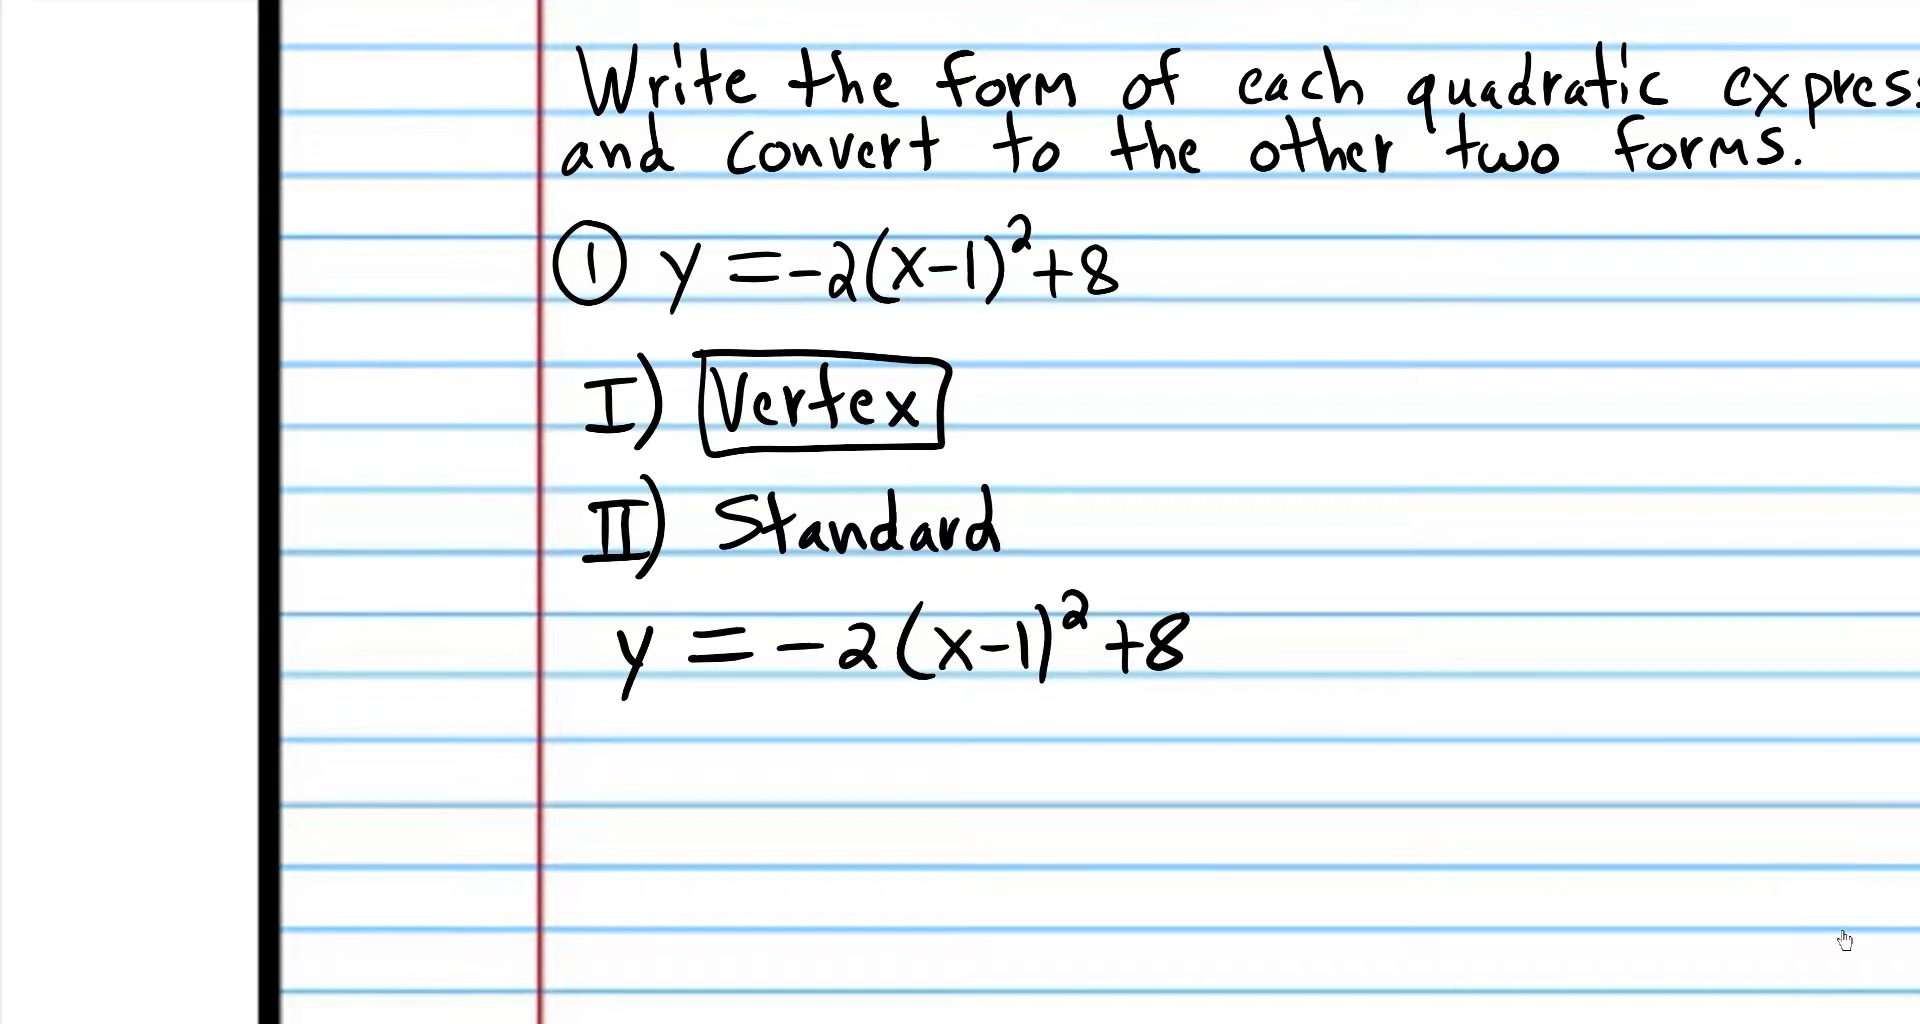 Write the form of each quadratic
and convert to the other two forms.
① y = -2(x-1)²+8
I) Vertex
II) Standard
y = -2(x-1)²+8